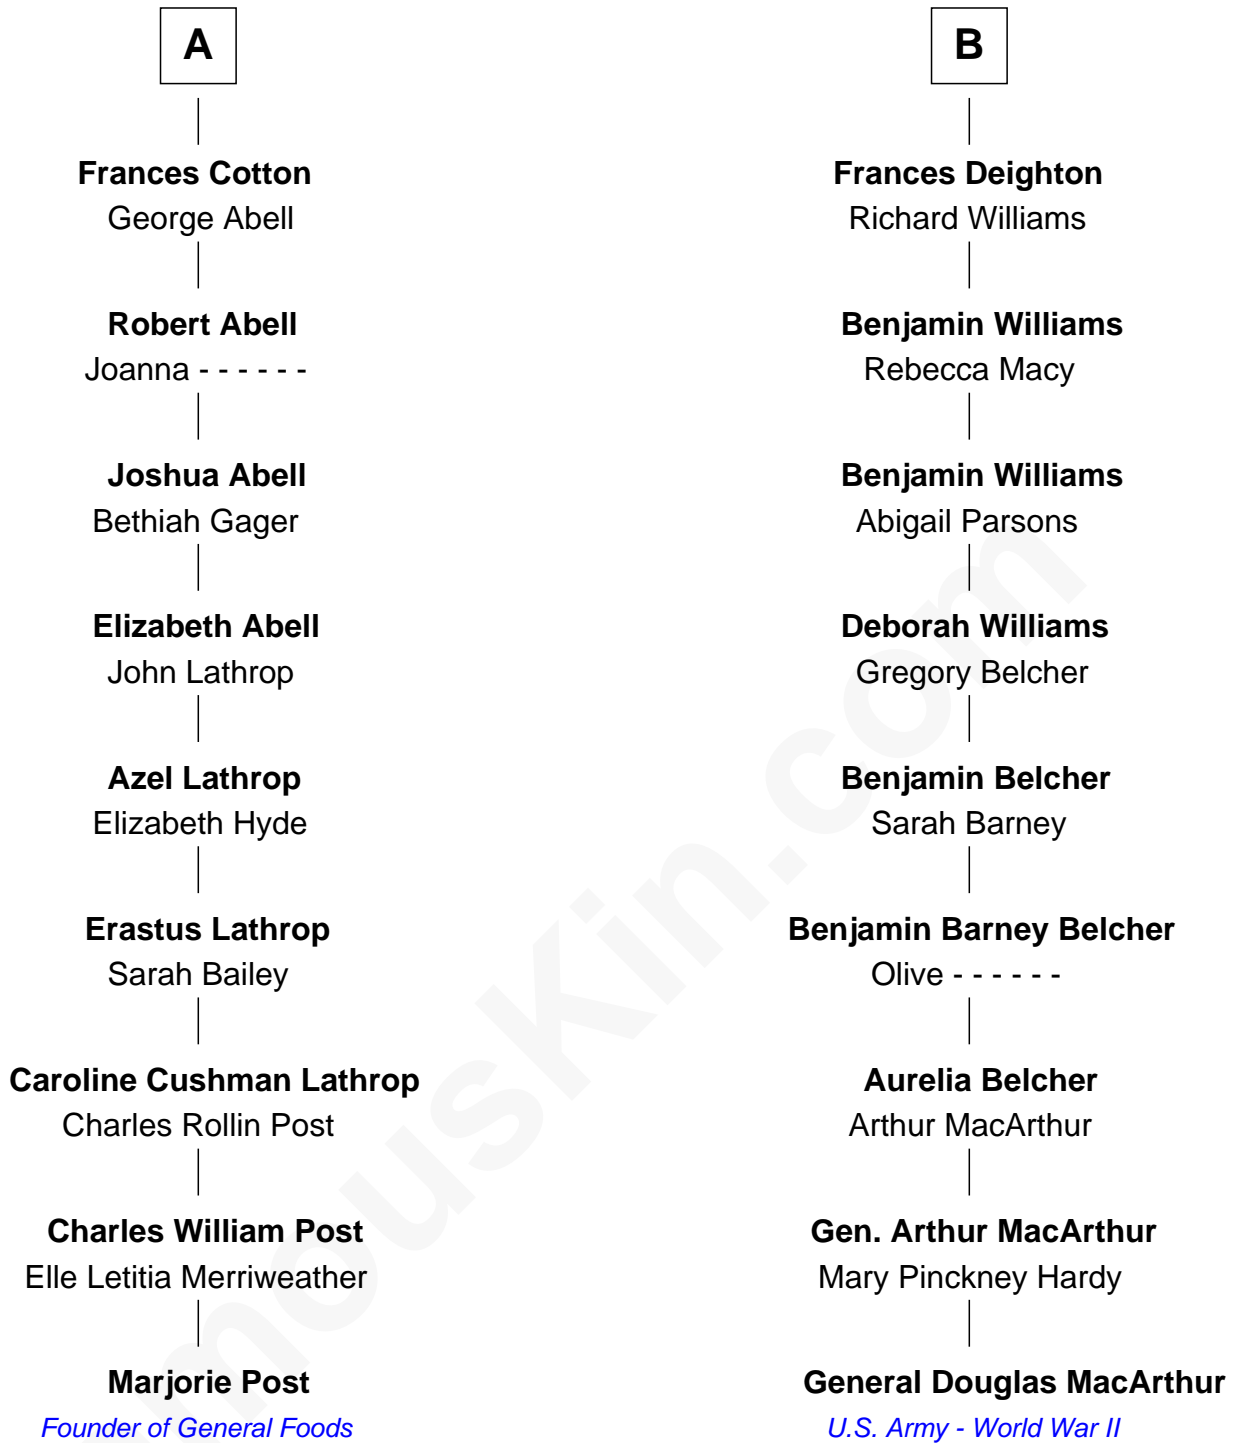 A
Frances Cotton
George Abell
Robert Abell
Joanna - - - - - -
Joshua Abell
Bethiah Gager
Elizabeth Abell
John Lathrop
Azel Lathrop
Elizabeth Hyde
Erastus Lathrop
Sarah Bailey
Caroline Cushman Lathrop
Charles Rollin Post
Charles William Post
Elle Letitia Merriweather
Marjorie Post
Founder of General Foods
B
Frances Deighton
Richard Williams
Benjamin Williams
Rebecca Macy
Benjamin Williams
Abigail Parsons
Deborah Williams
Gregory Belcher
Benjamin Belcher
Sarah Barney
Benjamin Barney Belcher
Olive - - - - - -
Aurelia Belcher
Arthur MacArthur
Gen. Arthur MacArthur
Mary Pinckney Hardy
General Douglas MacArthur
U.S. Army - World War II
mousKin.com